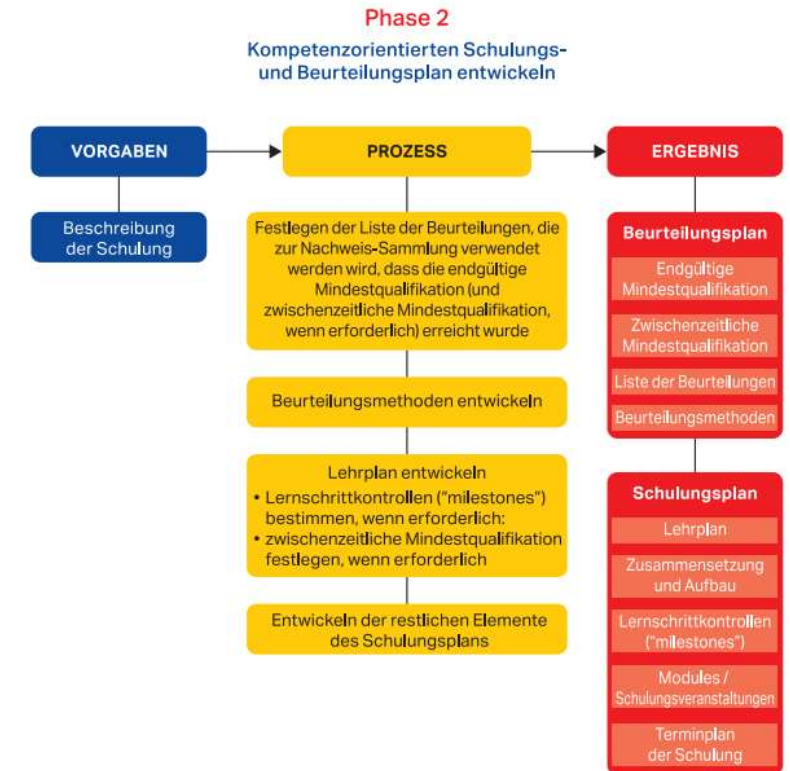 Phase 2
Kompetenzorientierten Schulungs-
und Beurteilungsplan entwickeln
VORGABEN
PROZESS
ERGEBNIS
Beschreibung
der Schulung
Festlegen der Liste der Beurteilungen, die
zur Nachweis-Sammlung verwendet
werden wird, dass die endgültige
Mindestqualifikation (und
zwischenzeitliche Mindestqualifikation,
wenn erforderlich) erreicht wurde
Beurteilungsmethoden entwickeln
Lehrplan entwickeln
• Lernschrittkontrollen ("milestones")
bestimmen, wenn erforderlich:
• zwischenzeitliche Mindestqualifikation
festlegen, wenn erforderlich
Entwickeln der restlichen Elemente
des Schulungsplans
Beurteilungsplan
Endgültige
Mindestqualifikation
Zwischenzeitliche
Mindestqualifikation
Liste der Beurteilungen
Beurteilungsmethoden
Schulungsplan
Lehrplan
Zusammensetzung
und Aufbau
Lernschrittkontrollen
("milestones")
Modules /
Schulungsveranstaltungen
Terminplan
der Schulung